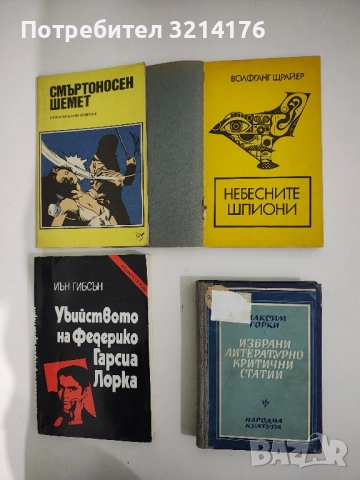 Потребител 3214176
СМЪРТОНОСЕН
ШЕМЕТ
ВОЛФГАНГ ШРАЙЕР
НЕБЕСНИТЕ
ШПИОНИ
ИЪН ГИБСЪН
Убийството
на Федерико
Гарсиа
Лорка
МАКСИМ
ГОРКИ
ИЗБРАНИ
ЛИТЕРАТУРНО
КРИТИЧНИ
СТАТИИ
НАРОДНА
КУЛТУРА
BAZAR